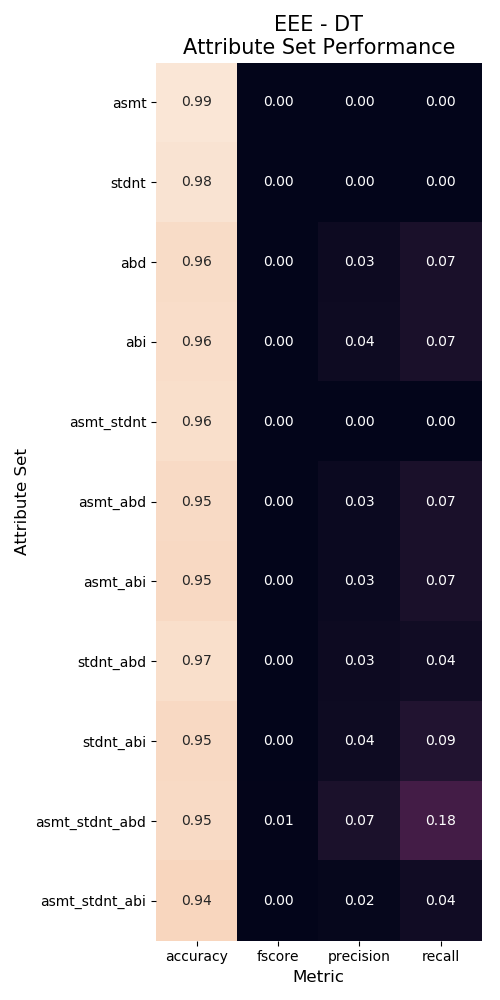 EEE - DT
Attribute Set Performance
asmt 0.99 0.00 0.00 0.00
stdnt 0.98 0.00 0.00 0.00
abd 0.96 0.00 0.03 0.07
abi 0.96 0.00 0.04 0.07
asmt_stdnt 0.96 0.00 0.00 0.00
asmt_abd 0.95 0.00 0.03 0.07
asmt_abi 0.95 0.00 0.03 0.07
stdnt_abd 0.97 0.00 0.03 0.04
stdnt_abi 0.95 0.00 0.04 0.09
asmt_stdnt_abd 0.95 0.01 0.07 0.18
asmt_stdnt_abi 0.94 0.00 0.02 0.04
accuracy fscore precision recall
Metric
Attribute Set